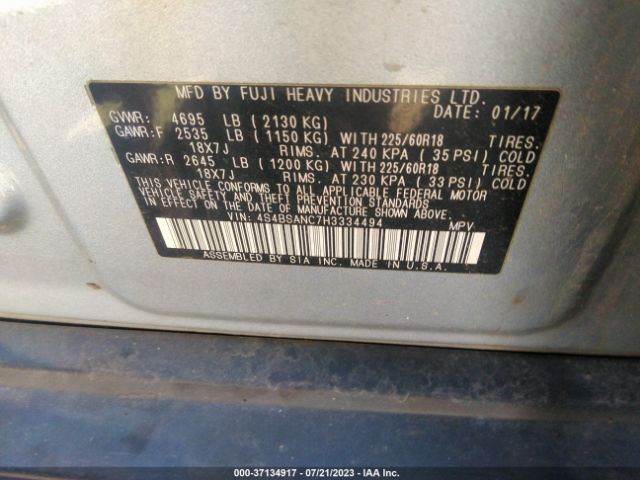 MFD BY FUJI HEAVY INDUSTRIES LTD.
DATE: 01/17
GVWR: 4695 LB (2130 KG)
GAWR:F 2535 LB (1150 KG) WITH 225/60R18 TIRES.
18X7J RIMS. AT 240 KPA (35 PSI) COLD
GAWR:R 2645 LB (1200 KG) WITH 225/60R18 TIRES.
18X7J RIMS. AT 230 KPA (33 PSI) COLD
THIS VEHICLE CONFORMS TO ALL APPLICABLE FEDERAL MOTOR
VEHICLE SAFETY, BUMPER, AND THEFT PREVENTION STANDARDS
IN EFFECT ON THE DATE OF MANUFACTURE SHOWN ABOVE.
VIN: 4S4BSANC7H3334494 MPV
ASSEMBLED BY SIA INC. MADE IN U.S.A.
000-37134917 - 07/21/2023 - IAA Inc.